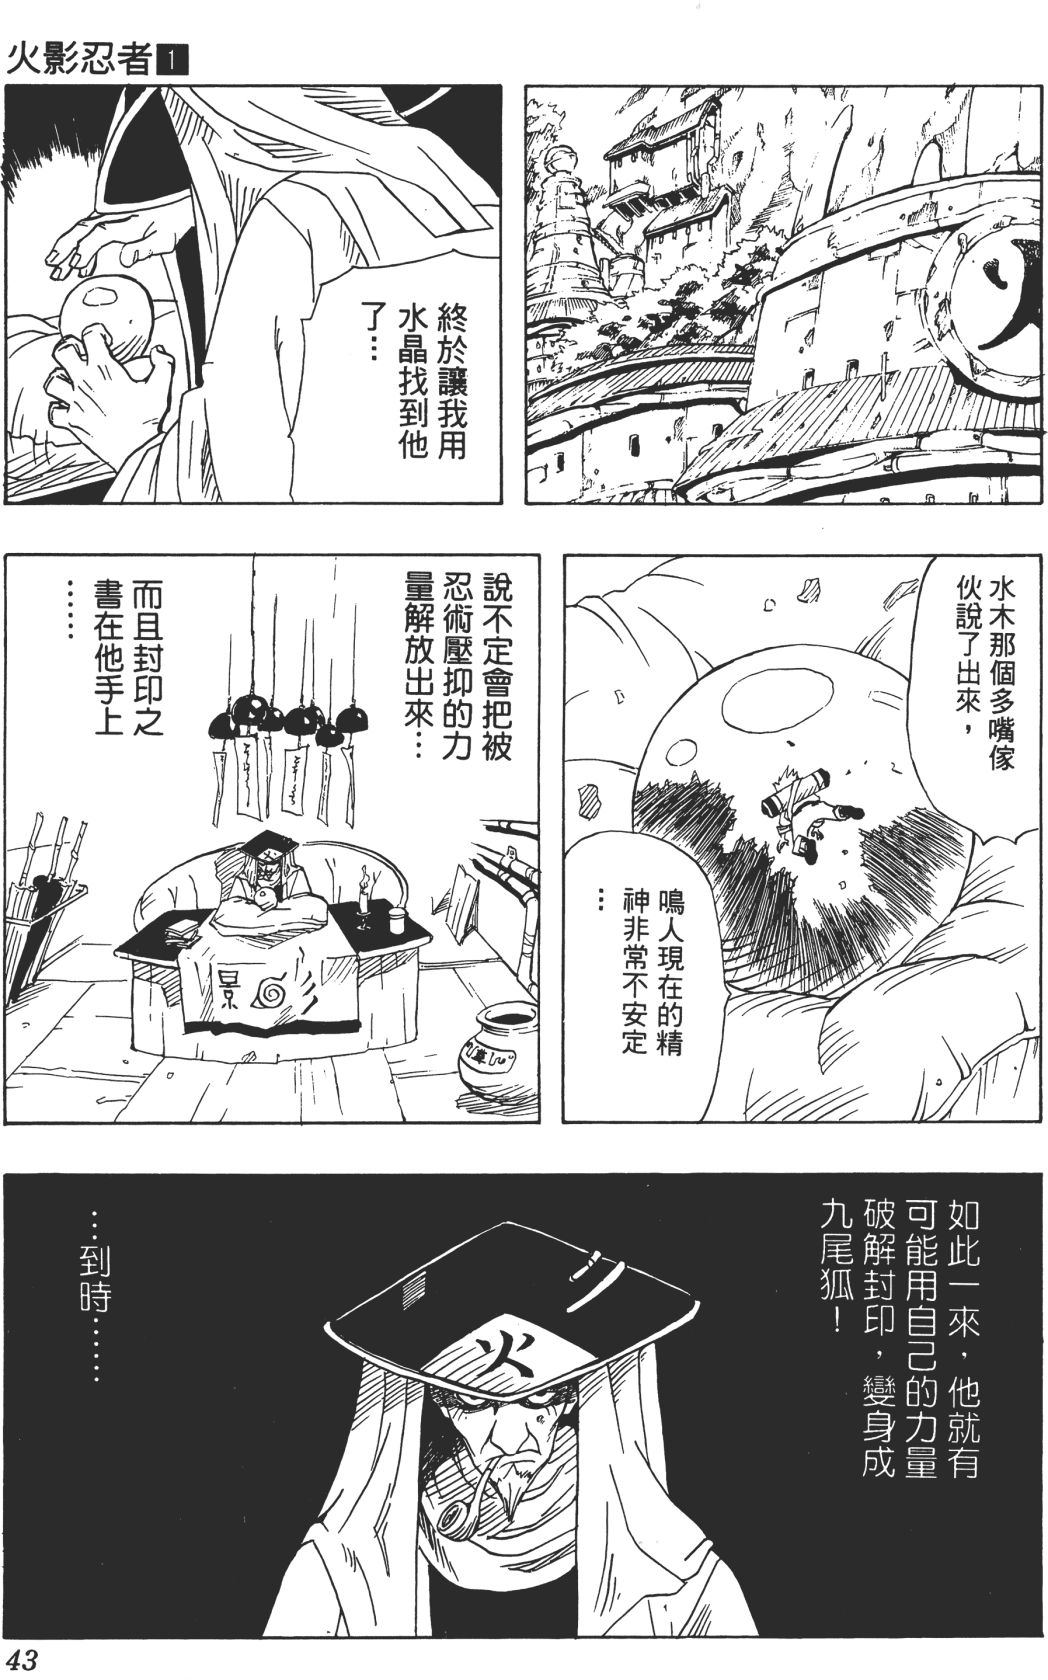 火影忍者1
終於讓我用
水晶找到他
了…
水木那個多嘴傢
伙說了出來，
鳴人現在的精
神非常不安定
…
說不定會把被
忍術壓抑的力
量解放出來…
而且封印之
書在他手上
……
如此一來，他就有
可能用自己的力量
破解封印，變身成
九尾狐！
…到時……
火
43